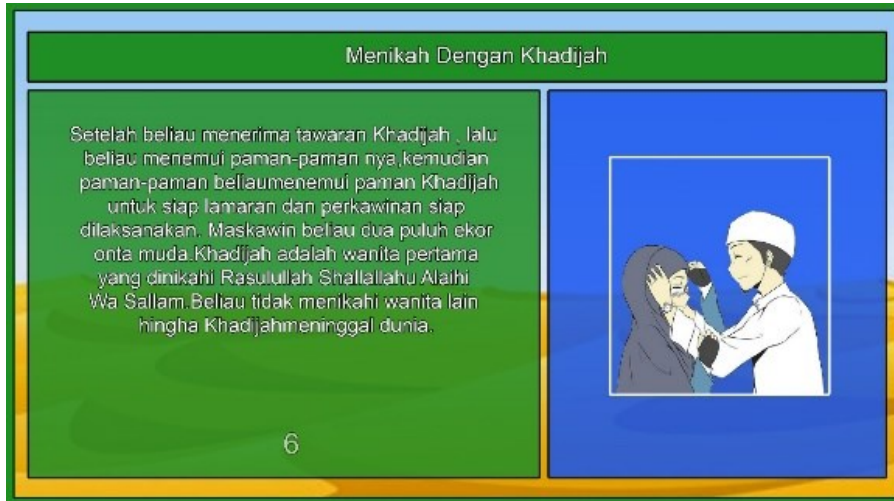 Menikah Dengan Khadijah
Setelah beliau menerima tawaran Khadijah , lalu
beliau menemui paman-paman nya,kemudian
paman-paman beliaumenemui paman Khadijah
untuk siap lamaran dan perkawinan siap
dilaksanakan. Maskawin beliau dua puluh ekor
onta muda.Khadijah adalah wanita pertama
yang dinikahi Rasulullah Shallallahu Alaihi
Wa Sallam.Beliau tidak menikahi wanita lain
hingha Khadijahmeninggal dunia.
6